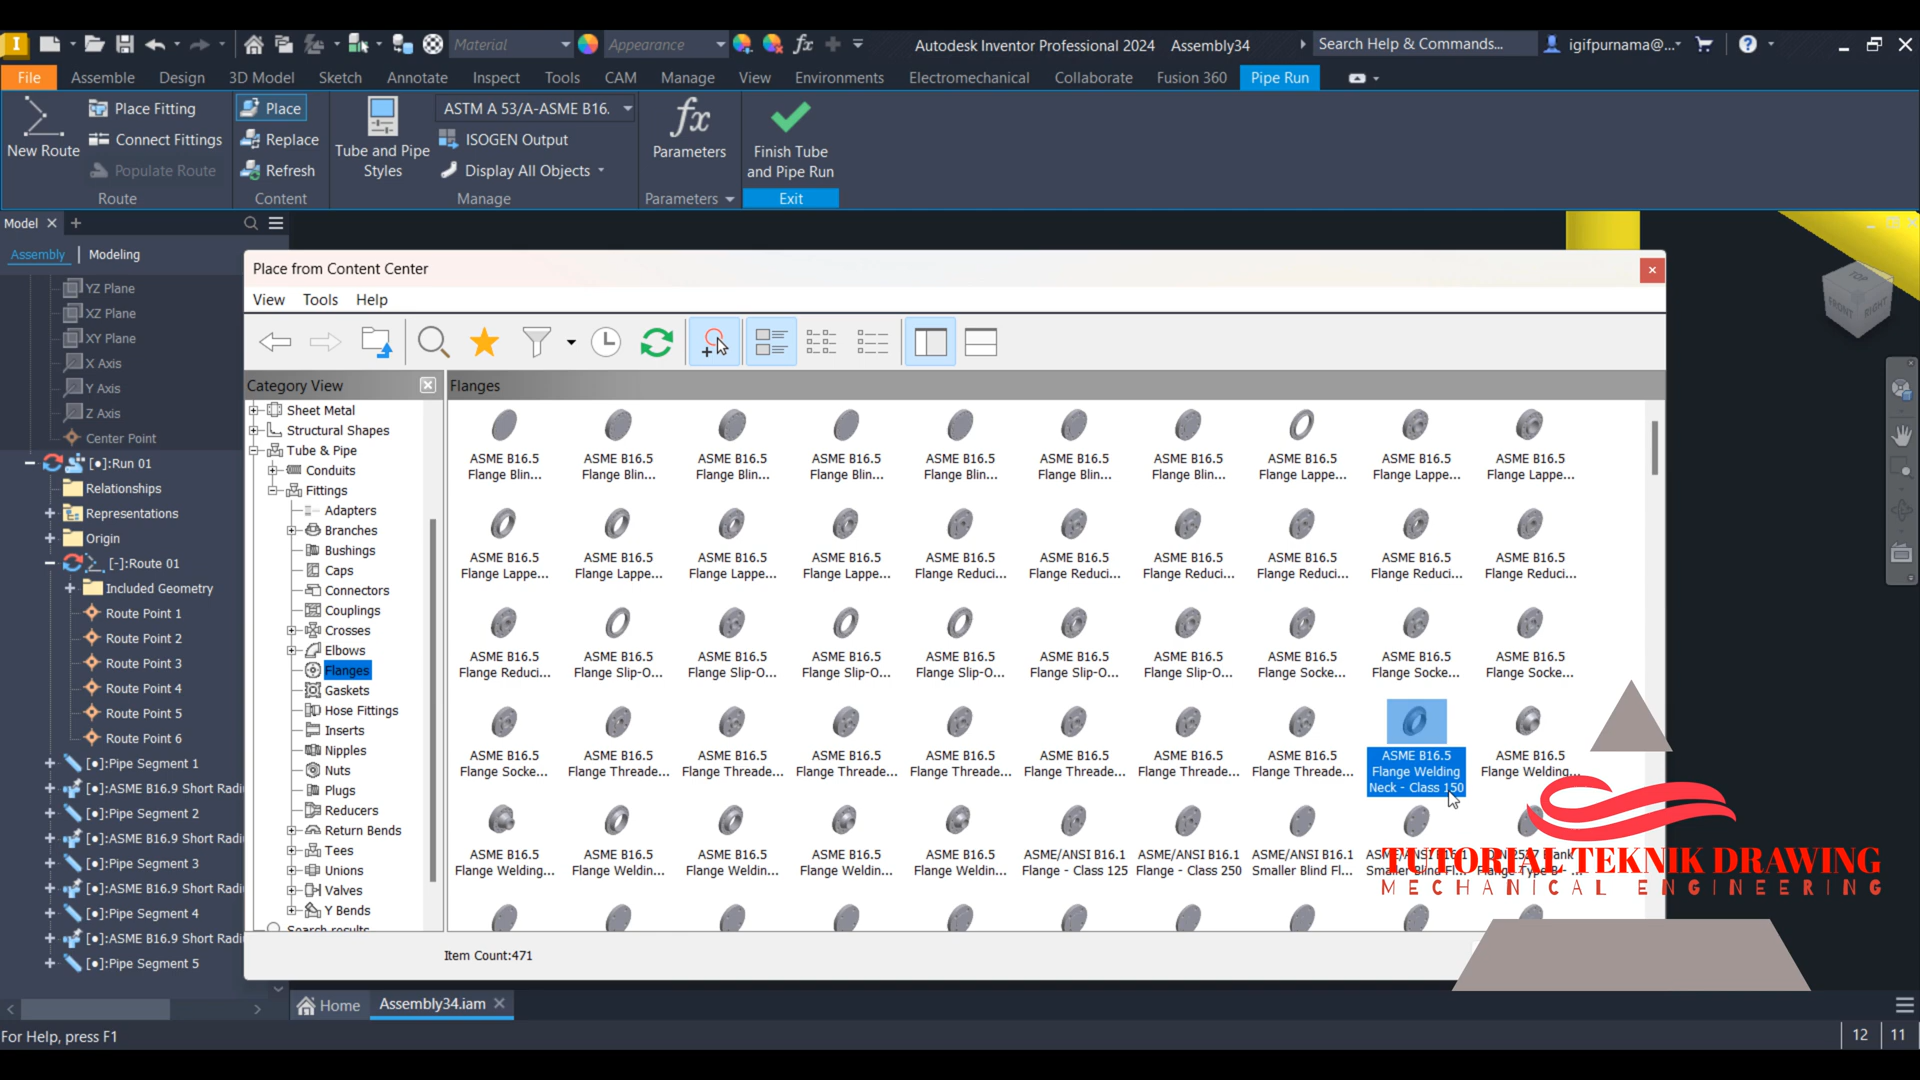 Material
Appearance
Autodesk Inventor Professional 2024 Assembly34
Search Help & Commands...
igifpurnama@...
File Assemble Design 3D Model Sketch Annotate Inspect Tools CAM Manage View Environments Electromechanical Collaborate Fusion 360 Pipe Run
New Route
Place Fitting
Connect Fittings
Populate Route
Route
Place
Replace
Refresh
Content
Tube and Pipe
Styles
ASTM A 53/A-ASME B16.
ISOGEN Output
Display All Objects
Manage
Parameters
Parameters
Finish Tube
and Pipe Run
Exit
Model
Assembly | Modeling
YZ Plane
XZ Plane
XY Plane
X Axis
Y Axis
Z Axis
Center Point
[●]:Run 01
Relationships
Representations
Origin
[-]:Route 01
Included Geometry
Route Point 1
Route Point 2
Route Point 3
Route Point 4
Route Point 5
Route Point 6
[●]:Pipe Segment 1
[●]:ASME B16.9 Short Radi
[●]:Pipe Segment 2
[●]:ASME B16.9 Short Radi
[●]:Pipe Segment 3
[●]:ASME B16.9 Short Radi
[●]:Pipe Segment 4
[●]:ASME B16.9 Short Radi
[●]:Pipe Segment 5
Place from Content Center
View Tools Help
Category View
Sheet Metal
Structural Shapes
Tube & Pipe
Conduits
Fittings
Adapters
Branches
Bushings
Caps
Connectors
Couplings
Crosses
Elbows
Flanges
Gaskets
Hose Fittings
Inserts
Nipples
Nuts
Plugs
Reducers
Return Bends
Tees
Unions
Valves
Y Bends
Search results
Flanges
ASME B16.5 ASME B16.5 ASME B16.5 ASME B16.5 ASME B16.5 ASME B16.5 ASME B16.5 ASME B16.5 ASME B16.5 ASME B16.5
Flange Blin... Flange Blin... Flange Blin... Flange Blin... Flange Blin... Flange Blin... Flange Blin... Flange Lappe... Flange Lappe... Flange Lappe...
ASME B16.5 ASME B16.5 ASME B16.5 ASME B16.5 ASME B16.5 ASME B16.5 ASME B16.5 ASME B16.5 ASME B16.5 ASME B16.5
Flange Lappe... Flange Lappe... Flange Lappe... Flange Lappe... Flange Reduci... Flange Reduci... Flange Reduci... Flange Reduci... Flange Reduci... Flange Reduci...
ASME B16.5 ASME B16.5 ASME B16.5 ASME B16.5 ASME B16.5 ASME B16.5 ASME B16.5 ASME B16.5 ASME B16.5 ASME B16.5
Flange Reduci... Flange Slip-O... Flange Slip-O... Flange Slip-O... Flange Slip-O... Flange Slip-O... Flange Slip-O... Flange Socke... Flange Socke... Flange Socke...
ASME B16.5 ASME B16.5 ASME B16.5 ASME B16.5 ASME B16.5 ASME B16.5 ASME B16.5 ASME B16.5 ASME B16.5 ASME B16.5
Flange Socke... Flange Threade... Flange Threade... Flange Threade... Flange Threade... Flange Threade... Flange Threade... Flange Threade... Flange Welding Flange Welding...
Neck - Class 150
ASME B16.5 ASME B16.5 ASME B16.5 ASME B16.5 ASME B16.5 ASME/ANSI B16.1 ASME/ANSI B16.1 ASME/ANSI B16.1 ASME/ANSI B16.1
Flange Welding... Flange Weldin... Flange Weldin... Flange Weldin... Flange Weldin... Flange - Class 125 Flange - Class 250 Smaller Blind Fl... Smaller Blind Fl...
TUTORIAL TEKNIK DRAWING
MECHANICAL ENGINEERING
Item Count:471
Home
Assembly34.iam
For Help, press F1
12 11